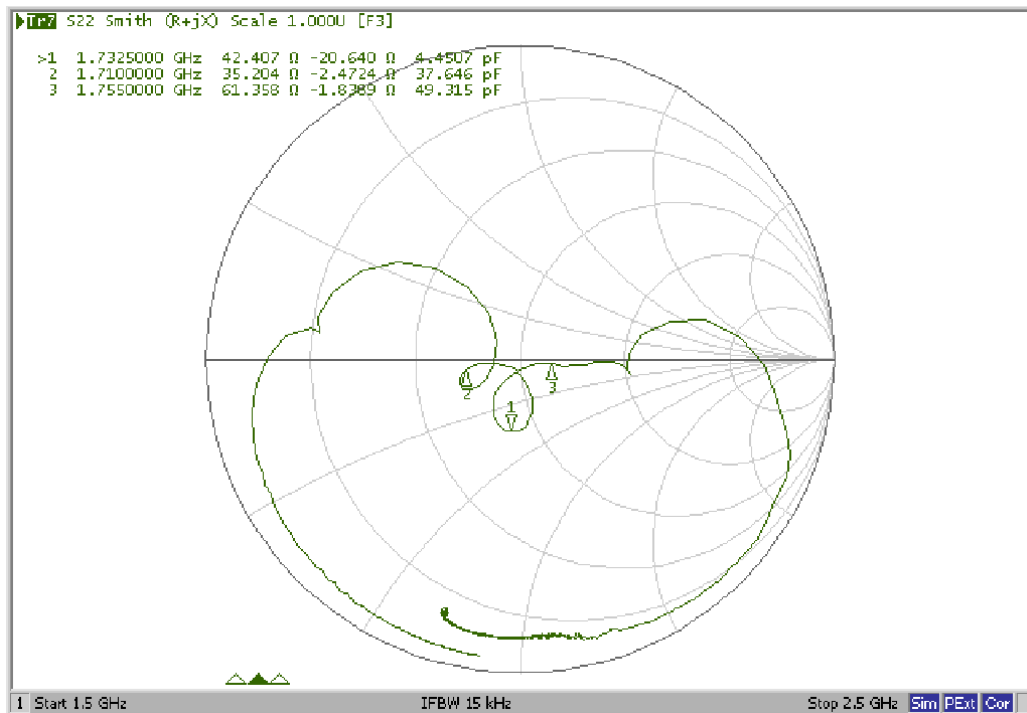 Tr7 S22 Smith (R+jX) Scale 1.000U [F3]
>1 1.7325000 GHz 42.407 Ω -20.640 Ω 4.4507 pF
2 1.7100000 GHz 35.204 Ω -2.4724 Ω 37.646 pF
3 1.7550000 GHz 61.358 Ω -1.8389 Ω 49.315 pF
1
2
3
1 Start 1.5 GHz IFBW 15 kHz Stop 2.5 GHz Sim PExt Cor